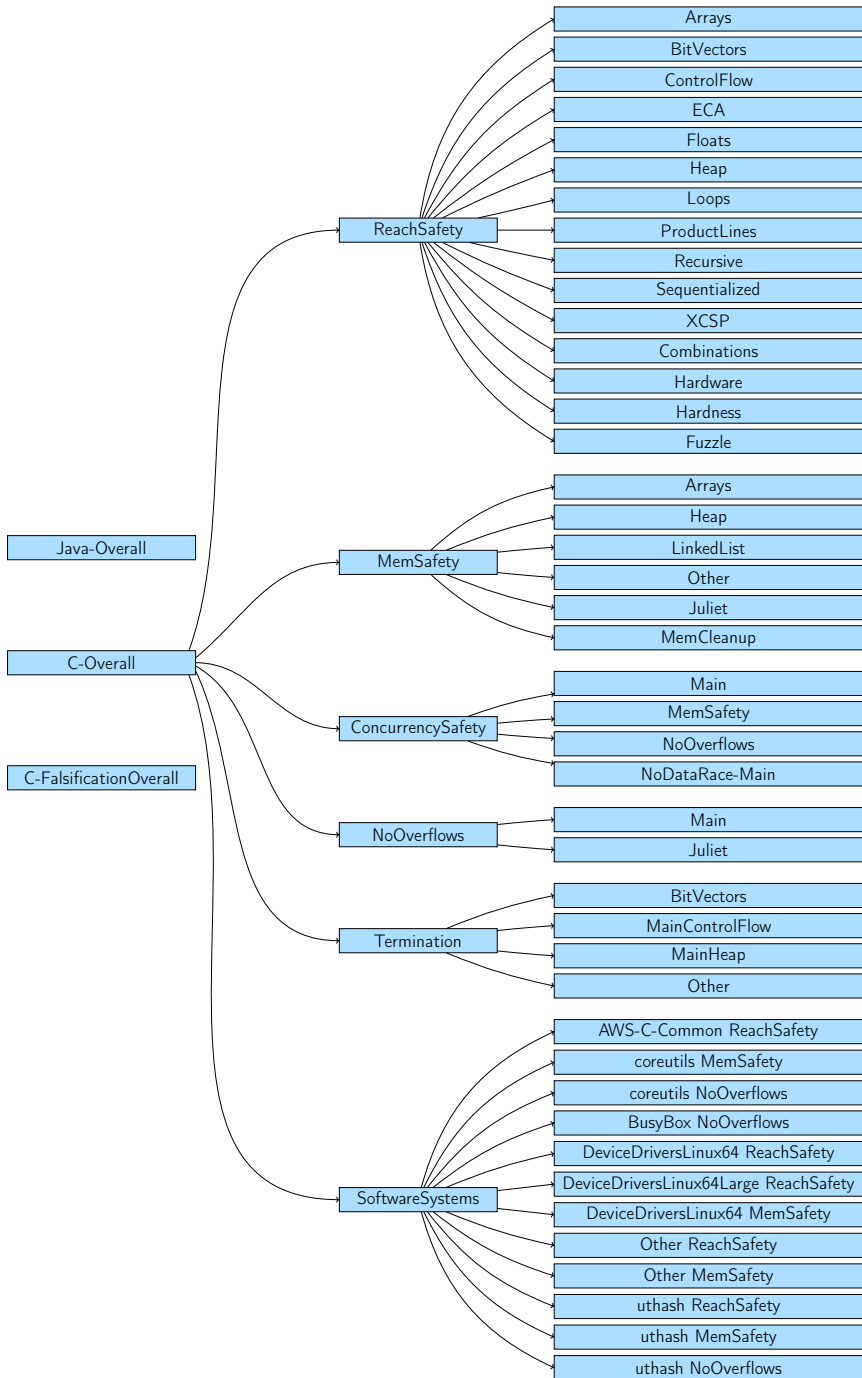 Java-Overall
C-Overall
C-FalsificationOverall
ReachSafety
Arrays
BitVectors
ControlFlow
ECA
Floats
Heap
Loops
ProductLines
Recursive
Sequentialized
XCSP
Combinations
Hardware
Hardness
Fuzzle
MemSafety
Arrays
Heap
LinkedList
Other
Juliet
MemCleanup
ConcurrencySafety
Main
MemSafety
NoOverflows
NoDataRace-Main
NoOverflows
Main
Juliet
Termination
BitVectors
MainControlFlow
MainHeap
Other
SoftwareSystems
AWS-C-Common ReachSafety
coreutils MemSafety
coreutils NoOverflows
BusyBox NoOverflows
DeviceDriversLinux64 ReachSafety
DeviceDriversLinux64Large ReachSafety
DeviceDriversLinux64 MemSafety
Other ReachSafety
Other MemSafety
uthash ReachSafety
uthash MemSafety
uthash NoOverflows